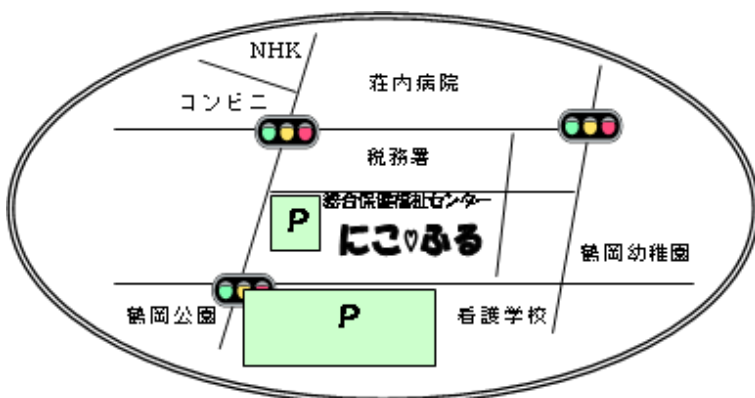 NHK
荘内病院
コンビニ
税務署
総合保健福祉センター
P
にこ♡ふる
鶴岡幼稚園
鶴岡公園
P
看護学校